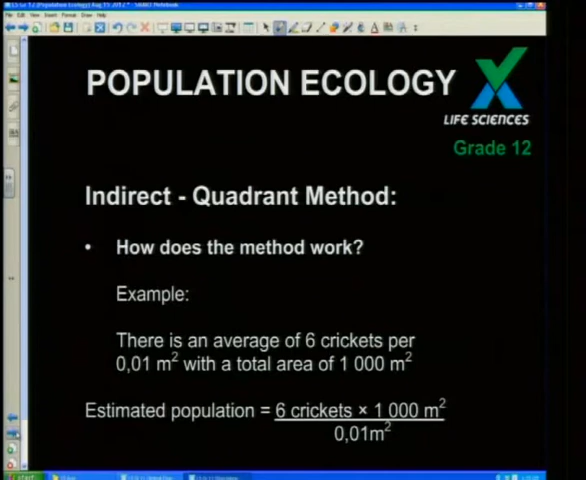 POPULATION ECOLOGY
LIFE SCIENCES
Grade 12
Indirect - Quadrant Method:
• How does the method work?
Example:
There is an average of 6 crickets per
0,01 m² with a total area of 1 000 m²
Estimated population = 6 crickets × 1 000 m²
0,01m²
start